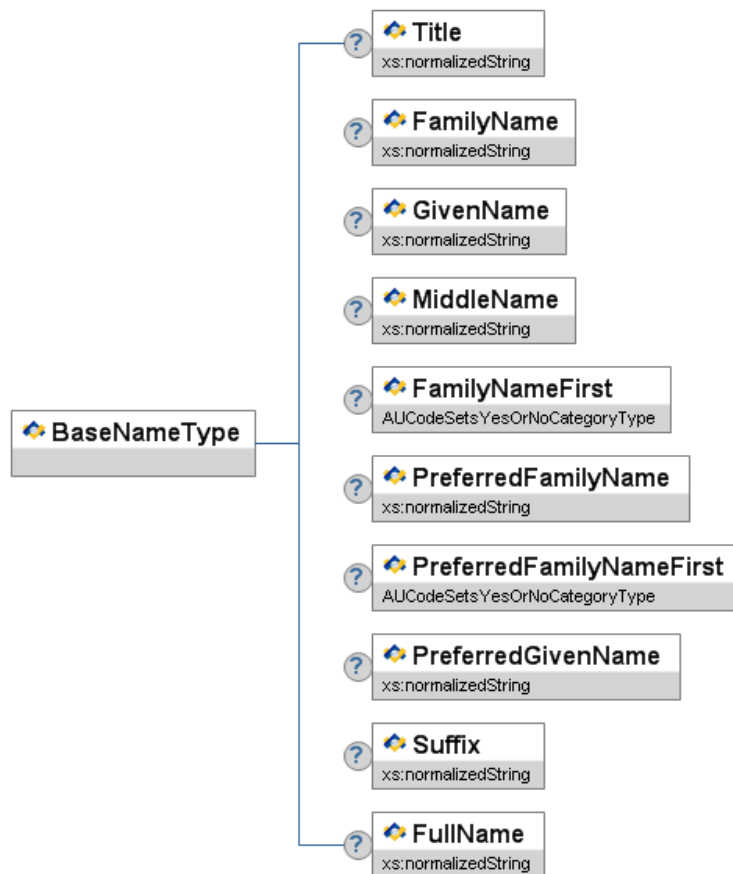 ?
Title
xs:normalizedString
?
FamilyName
xs:normalizedString
?
GivenName
xs:normalizedString
?
MiddleName
xs:normalizedString
?
FamilyNameFirst
AUCodeSetsYesOrNoCategoryType
BaseNameType
?
PreferredFamilyName
xs:normalizedString
?
PreferredFamilyNameFirst
AUCodeSetsYesOrNoCategoryType
?
PreferredGivenName
xs:normalizedString
?
Suffix
xs:normalizedString
?
FullName
xs:normalizedString